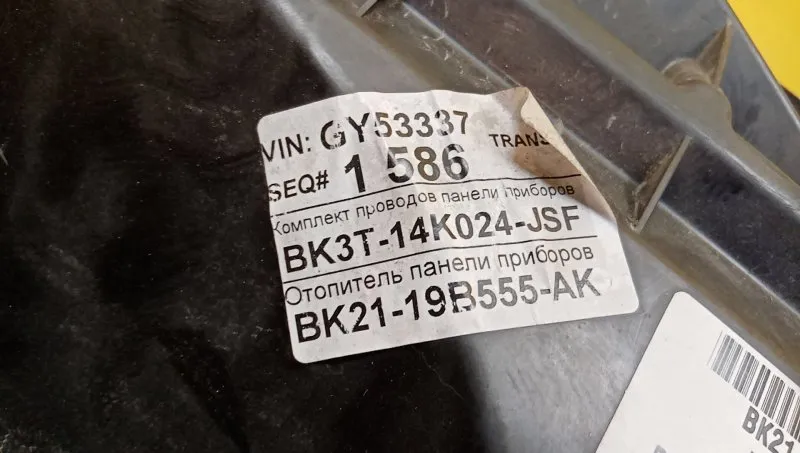 VIN: GY53337
TRANS
SEQ# 1 586
Комплект проводов панели приборов
BK3T-14K024-JSF
Отопитель панели приборов
BK21-19B555-AK
BK21